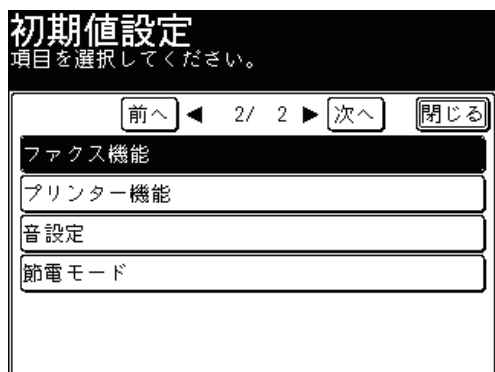 初期値設定
項目を選択してください。
前へ ◀ 2/ 2 ▶ 次へ 閉じる
ファクス機能
プリンター機能
音設定
節電モード